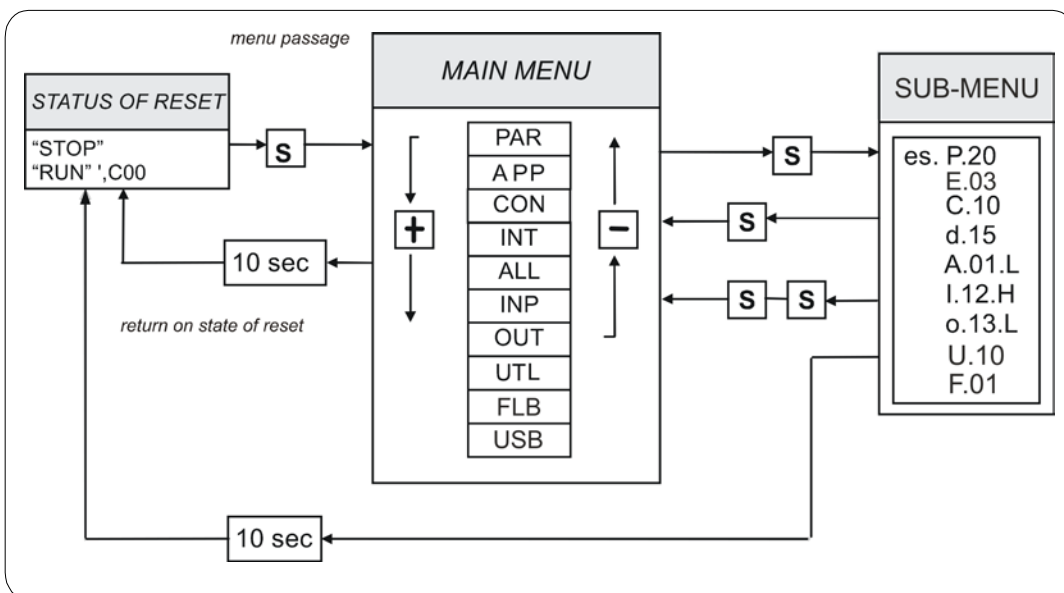 menu passage
STATUS OF RESET
“STOP”
“RUN” ',C00
S
10 sec
return on state of reset
MAIN MENU
+
PAR
APP
CON
INT
ALL
INP
OUT
UTL
FLB
USB
−
S
S
S S
SUB-MENU
es. P.20
E.03
C.10
d.15
A.01.L
I.12.H
o.13.L
U.10
F.01
10 sec